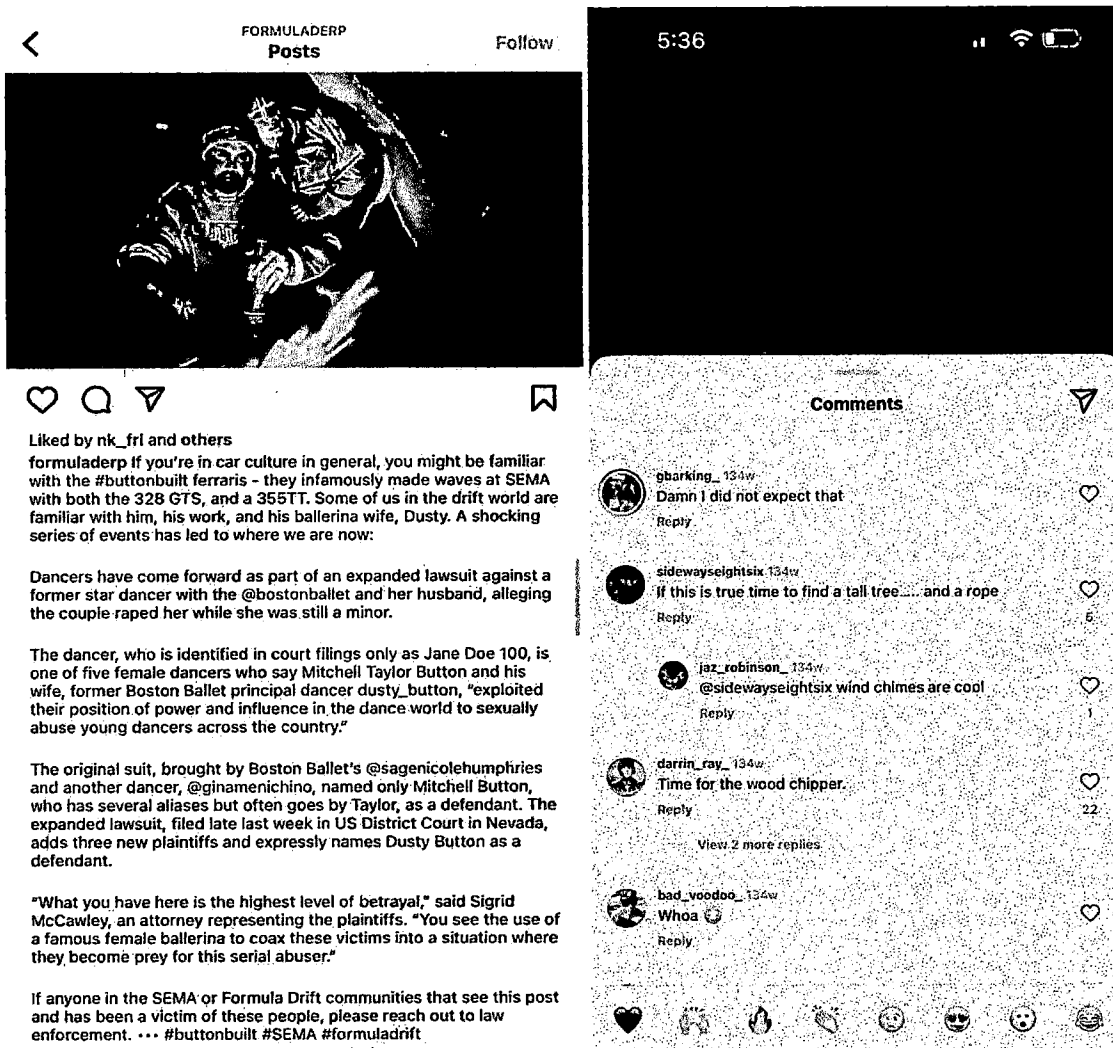 FORMULADERP
Posts
Follow
Liked by nk_frl and others
formuladerp If you're in car culture in general, you might be familiar
with the #buttonbuilt ferraris - they infamously made waves at SEMA
with both the 328 GTS, and a 355TT. Some of us in the drift world are
familiar with him, his work, and his ballerina wife, Dusty. A shocking
series of events has led to where we are now:
Dancers have come forward as part of an expanded lawsuit against a
former star dancer with the @bostonballet and her husband, alleging
the couple raped her while she was still a minor.
The dancer, who is identified in court filings only as Jane Doe 100, is
one of five female dancers who say Mitchell Taylor Button and his
wife, former Boston Ballet principal dancer dusty_button, "exploited
their position of power and influence in the dance world to sexually
abuse young dancers across the country."
The original suit, brought by Boston Ballet's @sagenicolehumphries
and another dancer, @ginamenichino, named only Mitchell Button,
who has several aliases but often goes by Taylor, as a defendant. The
expanded lawsuit, filed late last week in US District Court in Nevada,
adds three new plaintiffs and expressly names Dusty Button as a
defendant.
"What you have here is the highest level of betrayal," said Sigrid
McCawley, an attorney representing the plaintiffs. "You see the use of
a famous female ballerina to coax these victims into a situation where
they become prey for this serial abuser."
If anyone in the SEMA or Formula Drift communities that see this post
and has been a victim of these people, please reach out to law
enforcement. ••• #buttonbuilt #SEMA #formuladrift
5:36
Comments
gbarking_ 134w
Damn I did not expect that
Reply
sidewayseightsix 134w
If this is true time to find a tall tree..... and a rope
Reply
6
jaz_robinson_ 134w
@sidewayseightsix wind chimes are cool
Reply
1
darrin_ray_ 134w
Time for the wood chipper.
Reply
22
View 2 more replies
bad_voodoo_ 134w
Whoa
Reply